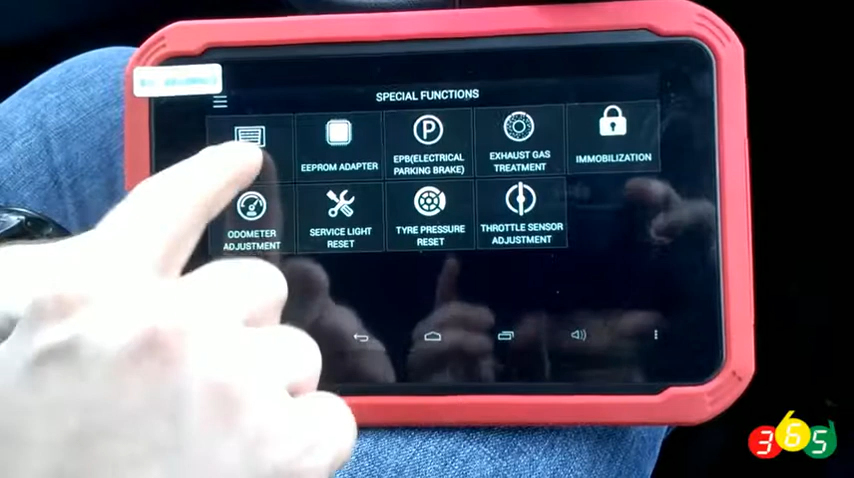 SPECIAL FUNCTIONS
EEPROM ADAPTER
EPB(ELECTRICAL
PARKING BRAKE)
EXHAUST GAS
TREATMENT
IMMOBILIZATION
ODOMETER
ADJUSTMENT
SERVICE LIGHT
RESET
TYRE PRESSURE
RESET
THROTTLE SENSOR
ADJUSTMENT
365